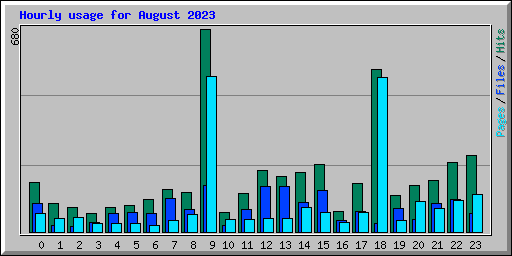 Hourly usage for August 2023
680
Pages / Files / Hits
0 1 2 3 4 5 6 7 8 9 10 11 12 13 14 15 16 17 18 19 20 21 22 23